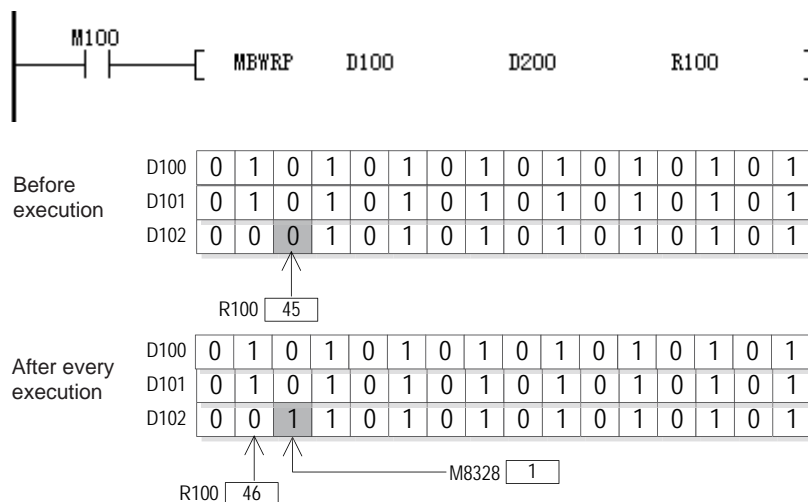 M100
MBWRP D100 D200 R100
Before execution
D100 0 1 0 1 0 1 0 1 0 1 0 1 0 1 0 1
D101 0 1 0 1 0 1 0 1 0 1 0 1 0 1 0 1
D102 0 0 0 1 0 1 0 1 0 1 0 1 0 1 0 1
R100 45
After every execution
D100 0 1 0 1 0 1 0 1 0 1 0 1 0 1 0 1
D101 0 1 0 1 0 1 0 1 0 1 0 1 0 1 0 1
D102 0 0 1 1 0 1 0 1 0 1 0 1 0 1 0 1
M8328 1
R100 46